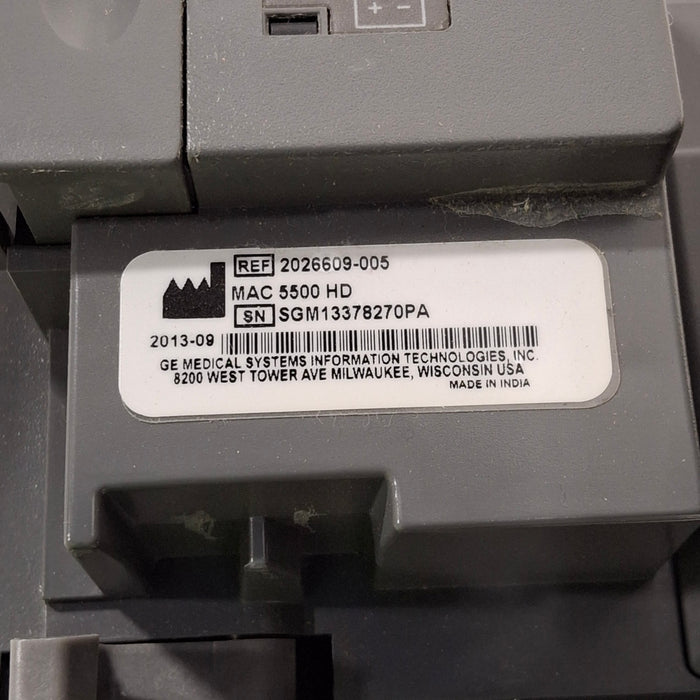 + -
REF 2026609-005
MAC 5500 HD
SN SGM13378270PA
2013-09
GE MEDICAL SYSTEMS INFORMATION TECHNOLOGIES, INC.
8200 WEST TOWER AVE MILWAUKEE, WISCONSIN USA
MADE IN INDIA